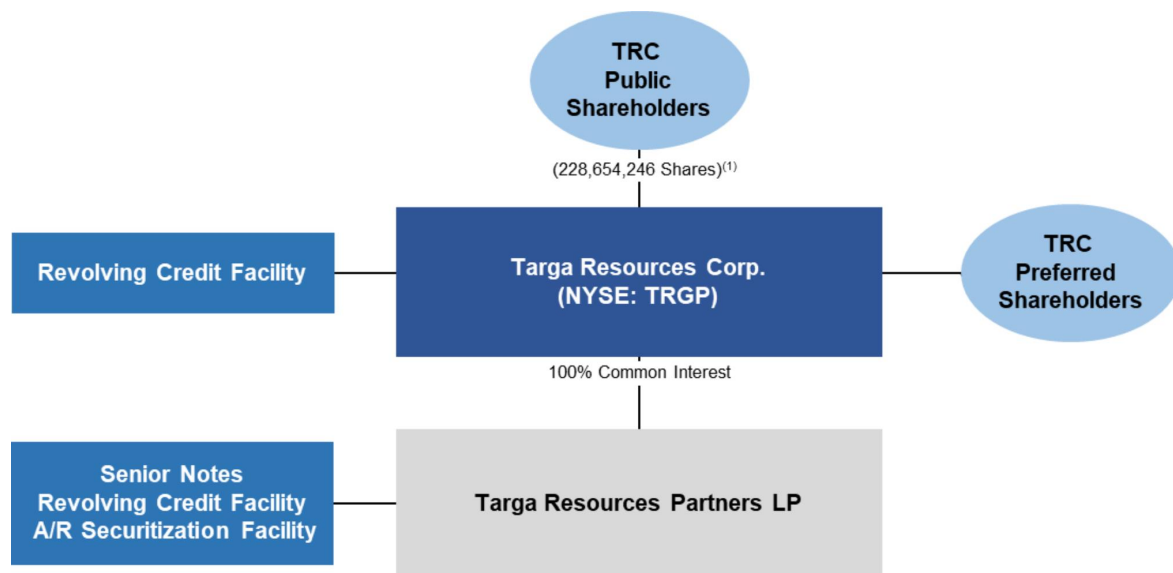 TRC
Public
Shareholders
(228,654,246 Shares)(1)
Revolving Credit Facility
Targa Resources Corp.
(NYSE: TRGP)
TRC
Preferred
Shareholders
100% Common Interest
Senior Notes
Revolving Credit Facility
A/R Securitization Facility
Targa Resources Partners LP